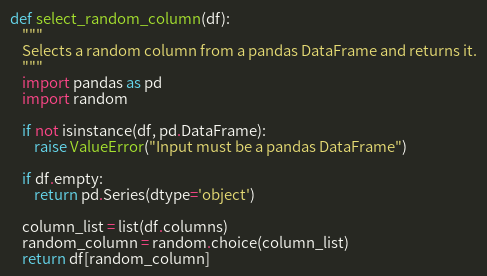 def select_random_column(df):
    """
    Selects a random column from a pandas DataFrame and returns it.
    """
    import pandas as pd
    import random

    if not isinstance(df, pd.DataFrame):
        raise ValueError("Input must be a pandas DataFrame")

    if df.empty:
        return pd.Series(dtype='object')

    column_list = list(df.columns)
    random_column = random.choice(column_list)
    return df[random_column]